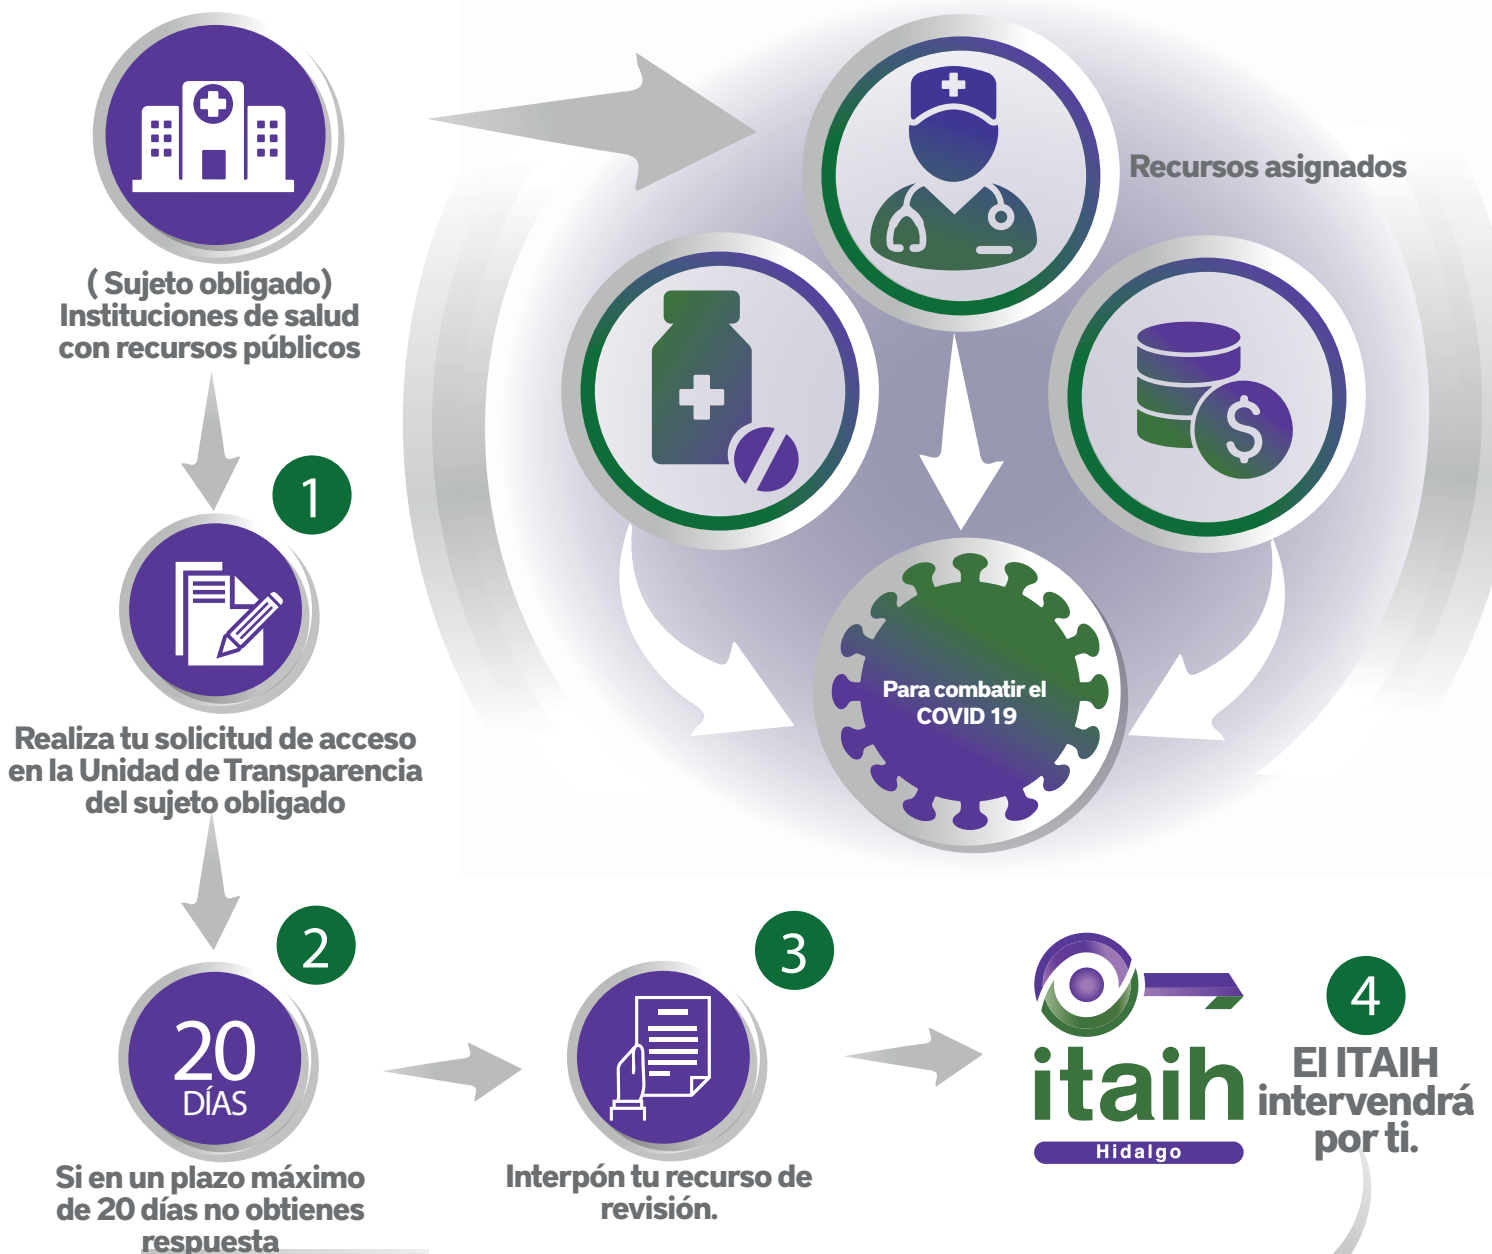 ( Sujeto obligado)
Instituciones de salud
con recursos públicos
Recursos asignados
Para combatir el
COVID 19
1
Realiza tu solicitud de acceso
en la Unidad de Transparencia
del sujeto obligado
2
20
DÍAS
Si en un plazo máximo
de 20 días no obtienes
respuesta
3
Interpón tu recurso de
revisión.
itaih
Hidalgo
4
El ITAIH
intervendrá
por ti.